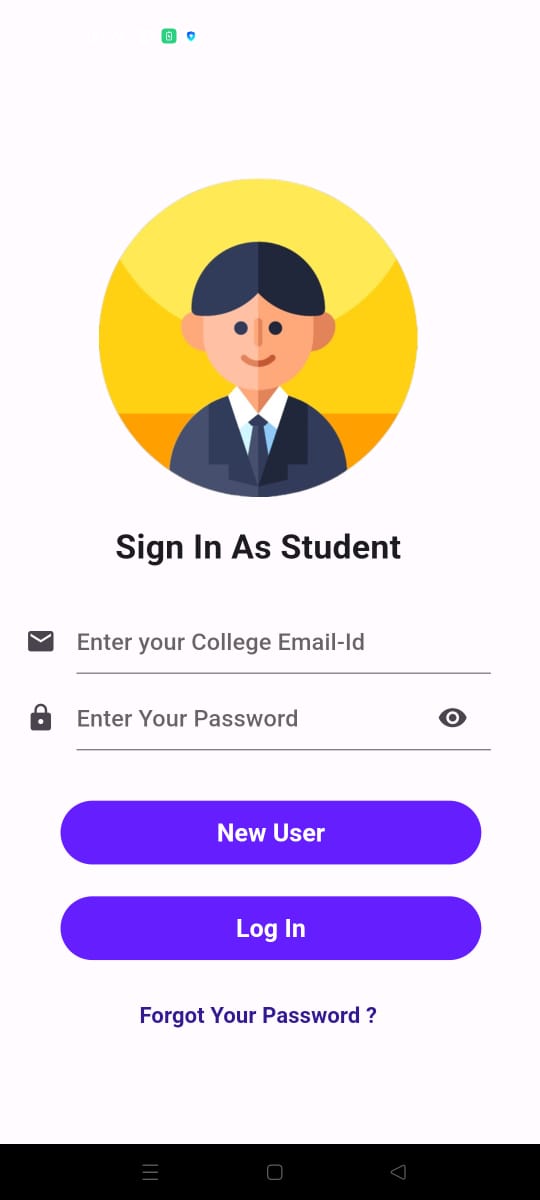 Sign In As Student
Enter your College Email-Id
Enter Your Password
New User
Log In
Forgot Your Password ?